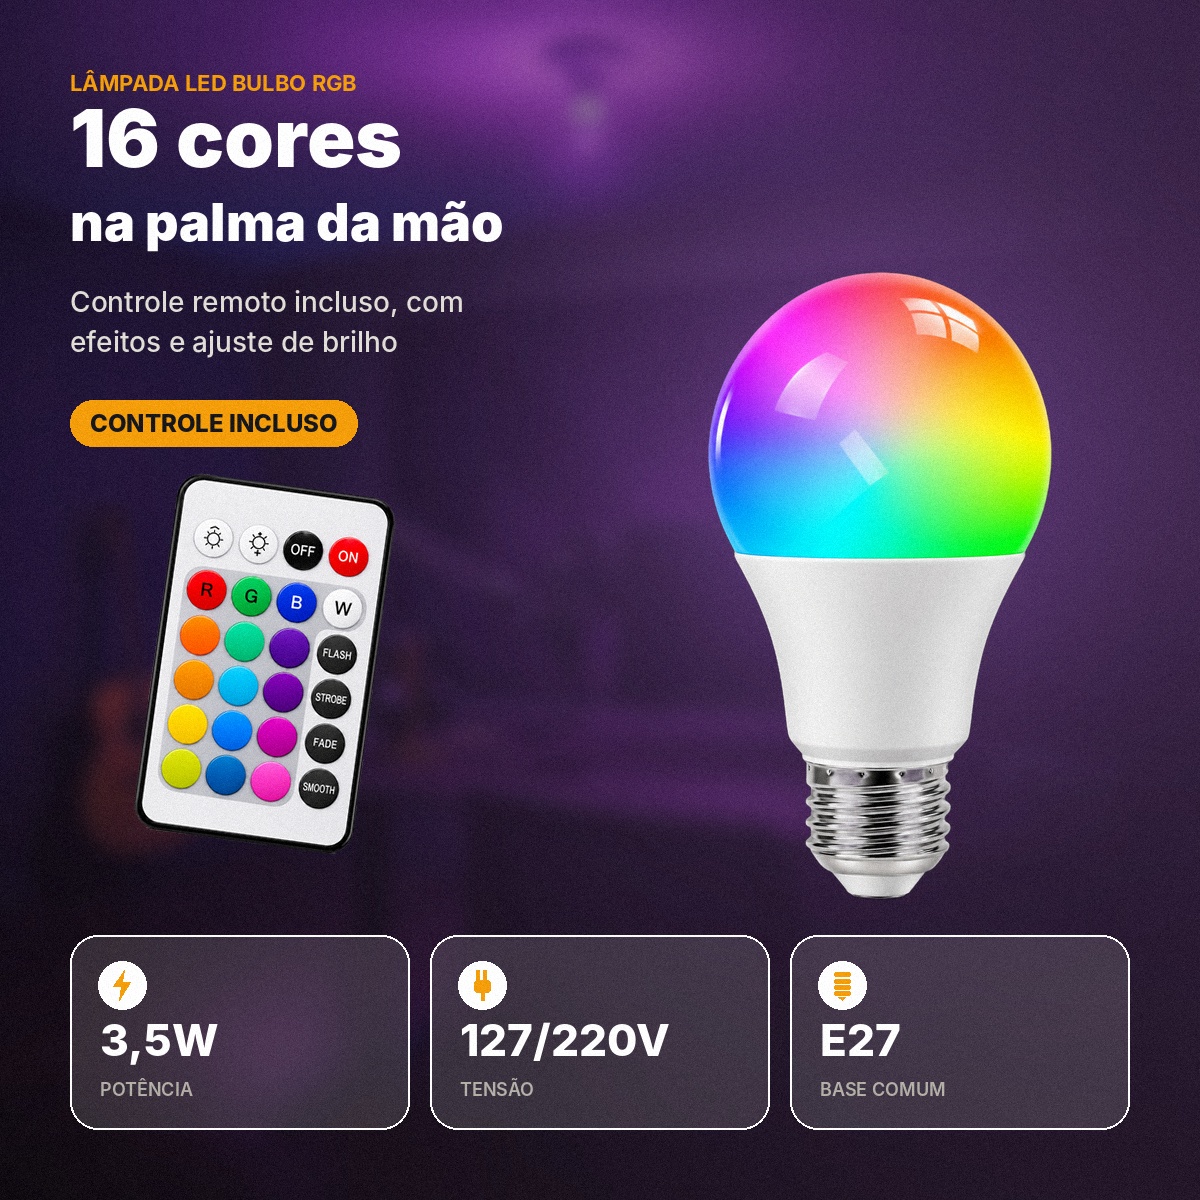 LÂMPADA LED BULBO RGB
16 cores
na palma da mão
Controle remoto incluso, com
efeitos e ajuste de brilho
CONTROLE INCLUSO
OFF ON
R G B W
FLASH
STROBE
FADE
SMOOTH
3,5W
POTÊNCIA
127/220V
TENSÃO
E27
BASE COMUM